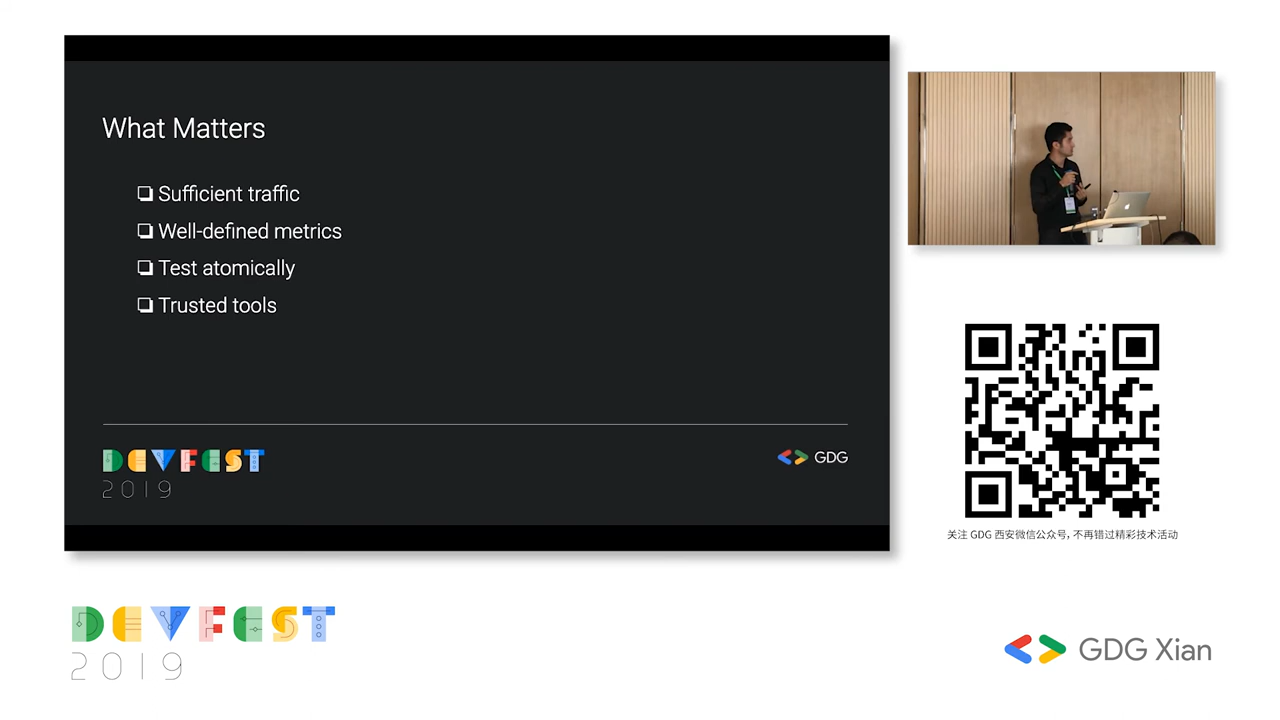 What Matters
❏ Sufficient traffic
❏ Well-defined metrics
❏ Test atomically
❏ Trusted tools
DEVFEST
2019
GDG
关注 GDG 西安微信公众号, 不再错过精彩技术活动
DEVFEST
2019
GDG Xian